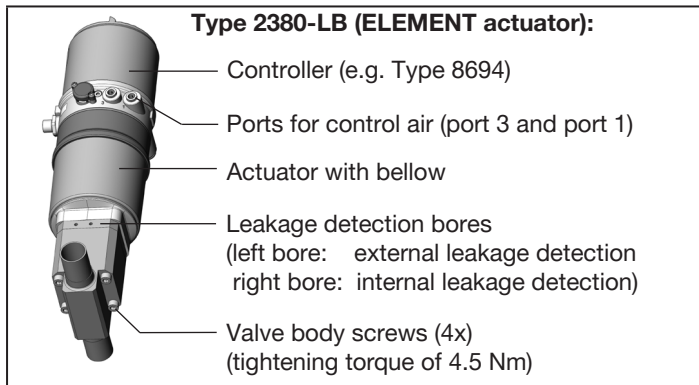 Type 2380-LB (ELEMENT actuator):
Controller (e.g. Type 8694)
Ports for control air (port 3 and port 1)
Actuator with bellow
Leakage detection bores
(left bore: external leakage detection
right bore: internal leakage detection)
Valve body screws (4x)
(tightening torque of 4.5 Nm)